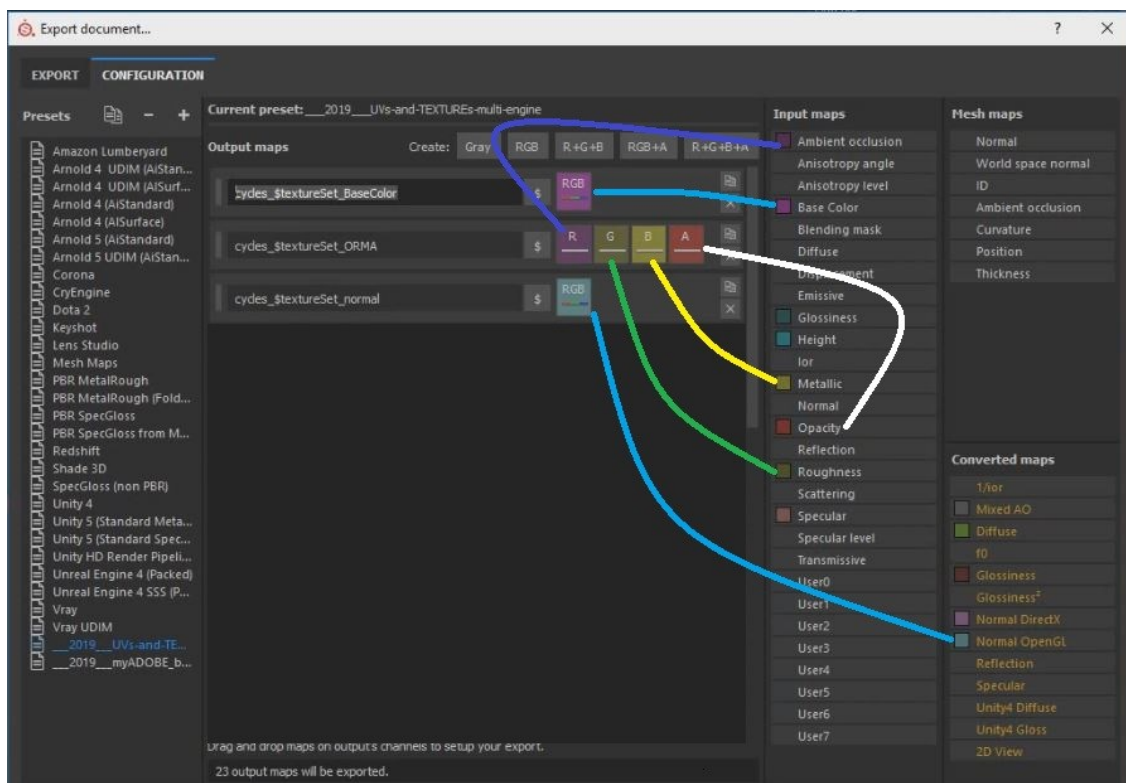 Export document...
?
EXPORT
CONFIGURATION
Presets
Amazon Lumberyard
Arnold 4 UDIM (AiStan...
Arnold 4 UDIM (AlSurf...
Arnold 4 (AiStandard)
Arnold 4 (AlSurface)
Arnold 5 (AiStandard)
Arnold 5 UDIM (AiStan...
Corona
CryEngine
Dota 2
Keyshot
Lens Studio
Mesh Maps
PBR MetalRough
PBR MetalRough (Fold...
PBR SpecGloss
PBR SpecGloss from M...
Redshift
Shade 3D
SpecGloss (non PBR)
Unity 4
Unity 5 (Standard Meta...
Unity 5 (Standard Spec...
Unity HD Render Pipeli...
Unreal Engine 4 (Packed)
Unreal Engine 4 SSS (P...
Vray
Vray UDIM
___2019___UVs-and-TE...
___2019___myADOBE_b...
Current preset: ___2019___UVs-and-TEXTUREs-multi-engine
Output maps
Create: Gray RGB R+G+B RGB+A R+G+B+A
cycles_$textureSet_BaseColor $ RGB
cycles_$textureSet_ORMA $ R G B A
cycles_$textureSet_normal $ RGB
Drag and drop maps on output's channels to setup your export.
23 output maps will be exported.
Input maps
Ambient occlusion
Anisotropy angle
Anisotropy level
Base Color
Blending mask
Diffuse
Displacement
Emissive
Glossiness
Height
Ior
Metallic
Normal
Opacity
Reflection
Roughness
Scattering
Specular
Specular level
Transmissive
User0
User1
User2
User3
User4
User5
User6
User7
Mesh maps
Normal
World space normal
ID
Ambient occlusion
Curvature
Position
Thickness
Converted maps
1/ior
Mixed AO
Diffuse
f0
Glossiness
Glossiness²
Normal DirectX
Normal OpenGL
Reflection
Specular
Unity4 Diffuse
Unity4 Gloss
2D View